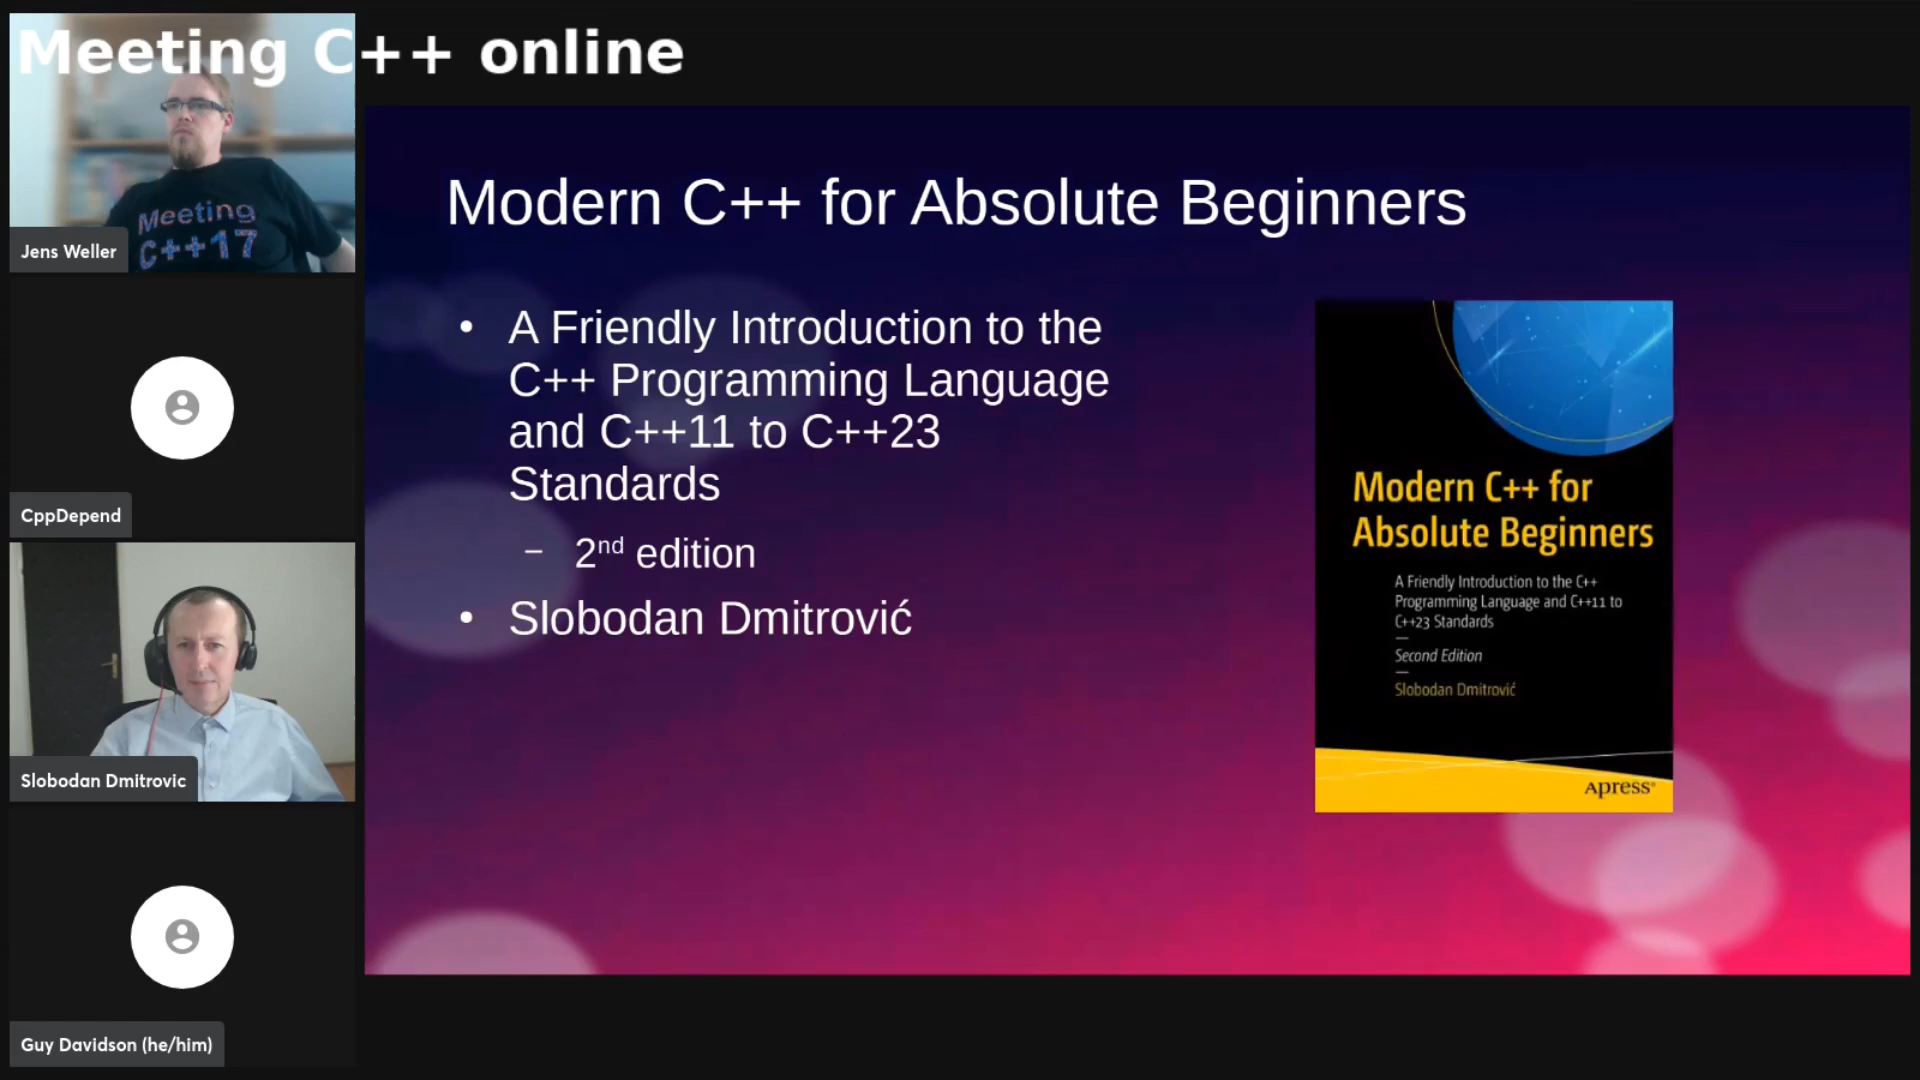 Meeting C++ online
Meeting
C++17
Jens Weller
CppDepend
Slobodan Dmitrovic
Guy Davidson (he/him)
Modern C++ for Absolute Beginners
• A Friendly Introduction to the
C++ Programming Language
and C++11 to C++23
Standards
– 2nd edition
• Slobodan Dmitrović
Modern C++ for
Absolute Beginners
A Friendly Introduction to the C++
Programming Language and C++11 to
C++23 Standards
—
Second Edition
—
Slobodan Dmitrović
Apress®